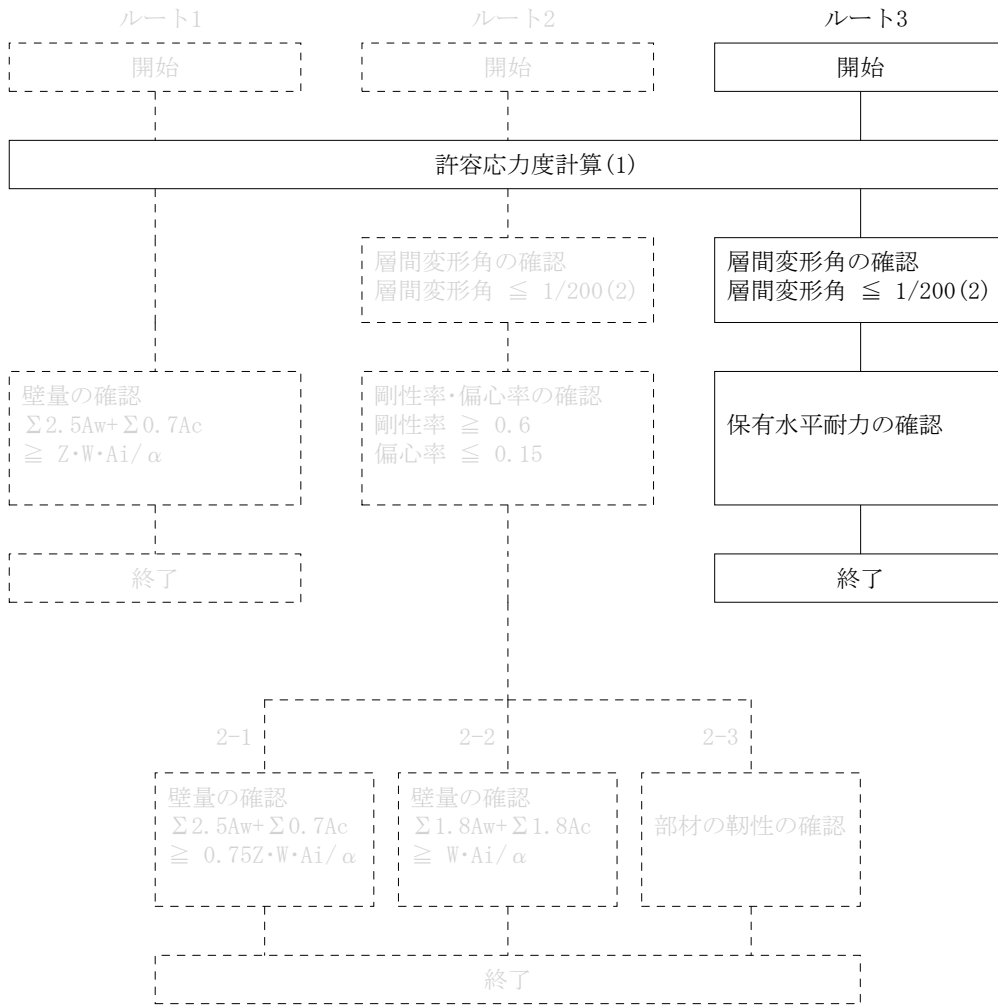 ルート1
ルート2
ルート3
開始
開始
開始
許容応力度計算(1)
層間変形角の確認
層間変形角 ≦ 1/200(2)
層間変形角の確認
層間変形角 ≦ 1/200(2)
壁量の確認
Σ2.5Aw+Σ0.7Ac
≧ Z・W・Ai/α
剛性率・偏心率の確認
剛性率 ≧ 0.6
偏心率 ≦ 0.15
保有水平耐力の確認
終了
終了
2-1
2-2
2-3
壁量の確認
Σ2.5Aw+Σ0.7Ac
≧ 0.75Z・W・Ai/α
壁量の確認
Σ1.8Aw+Σ1.8Ac
≧ W・Ai/α
部材の靭性の確認
終了